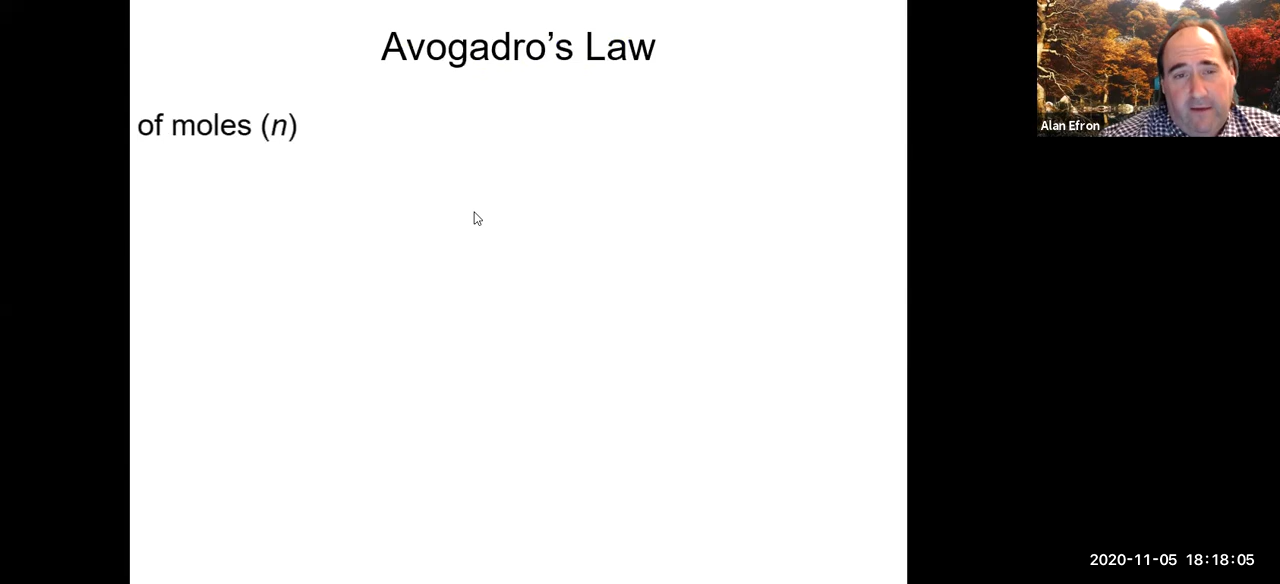 Avogadro’s Law
of moles (n)
Alan Efron
2020-11-05 18:18:05